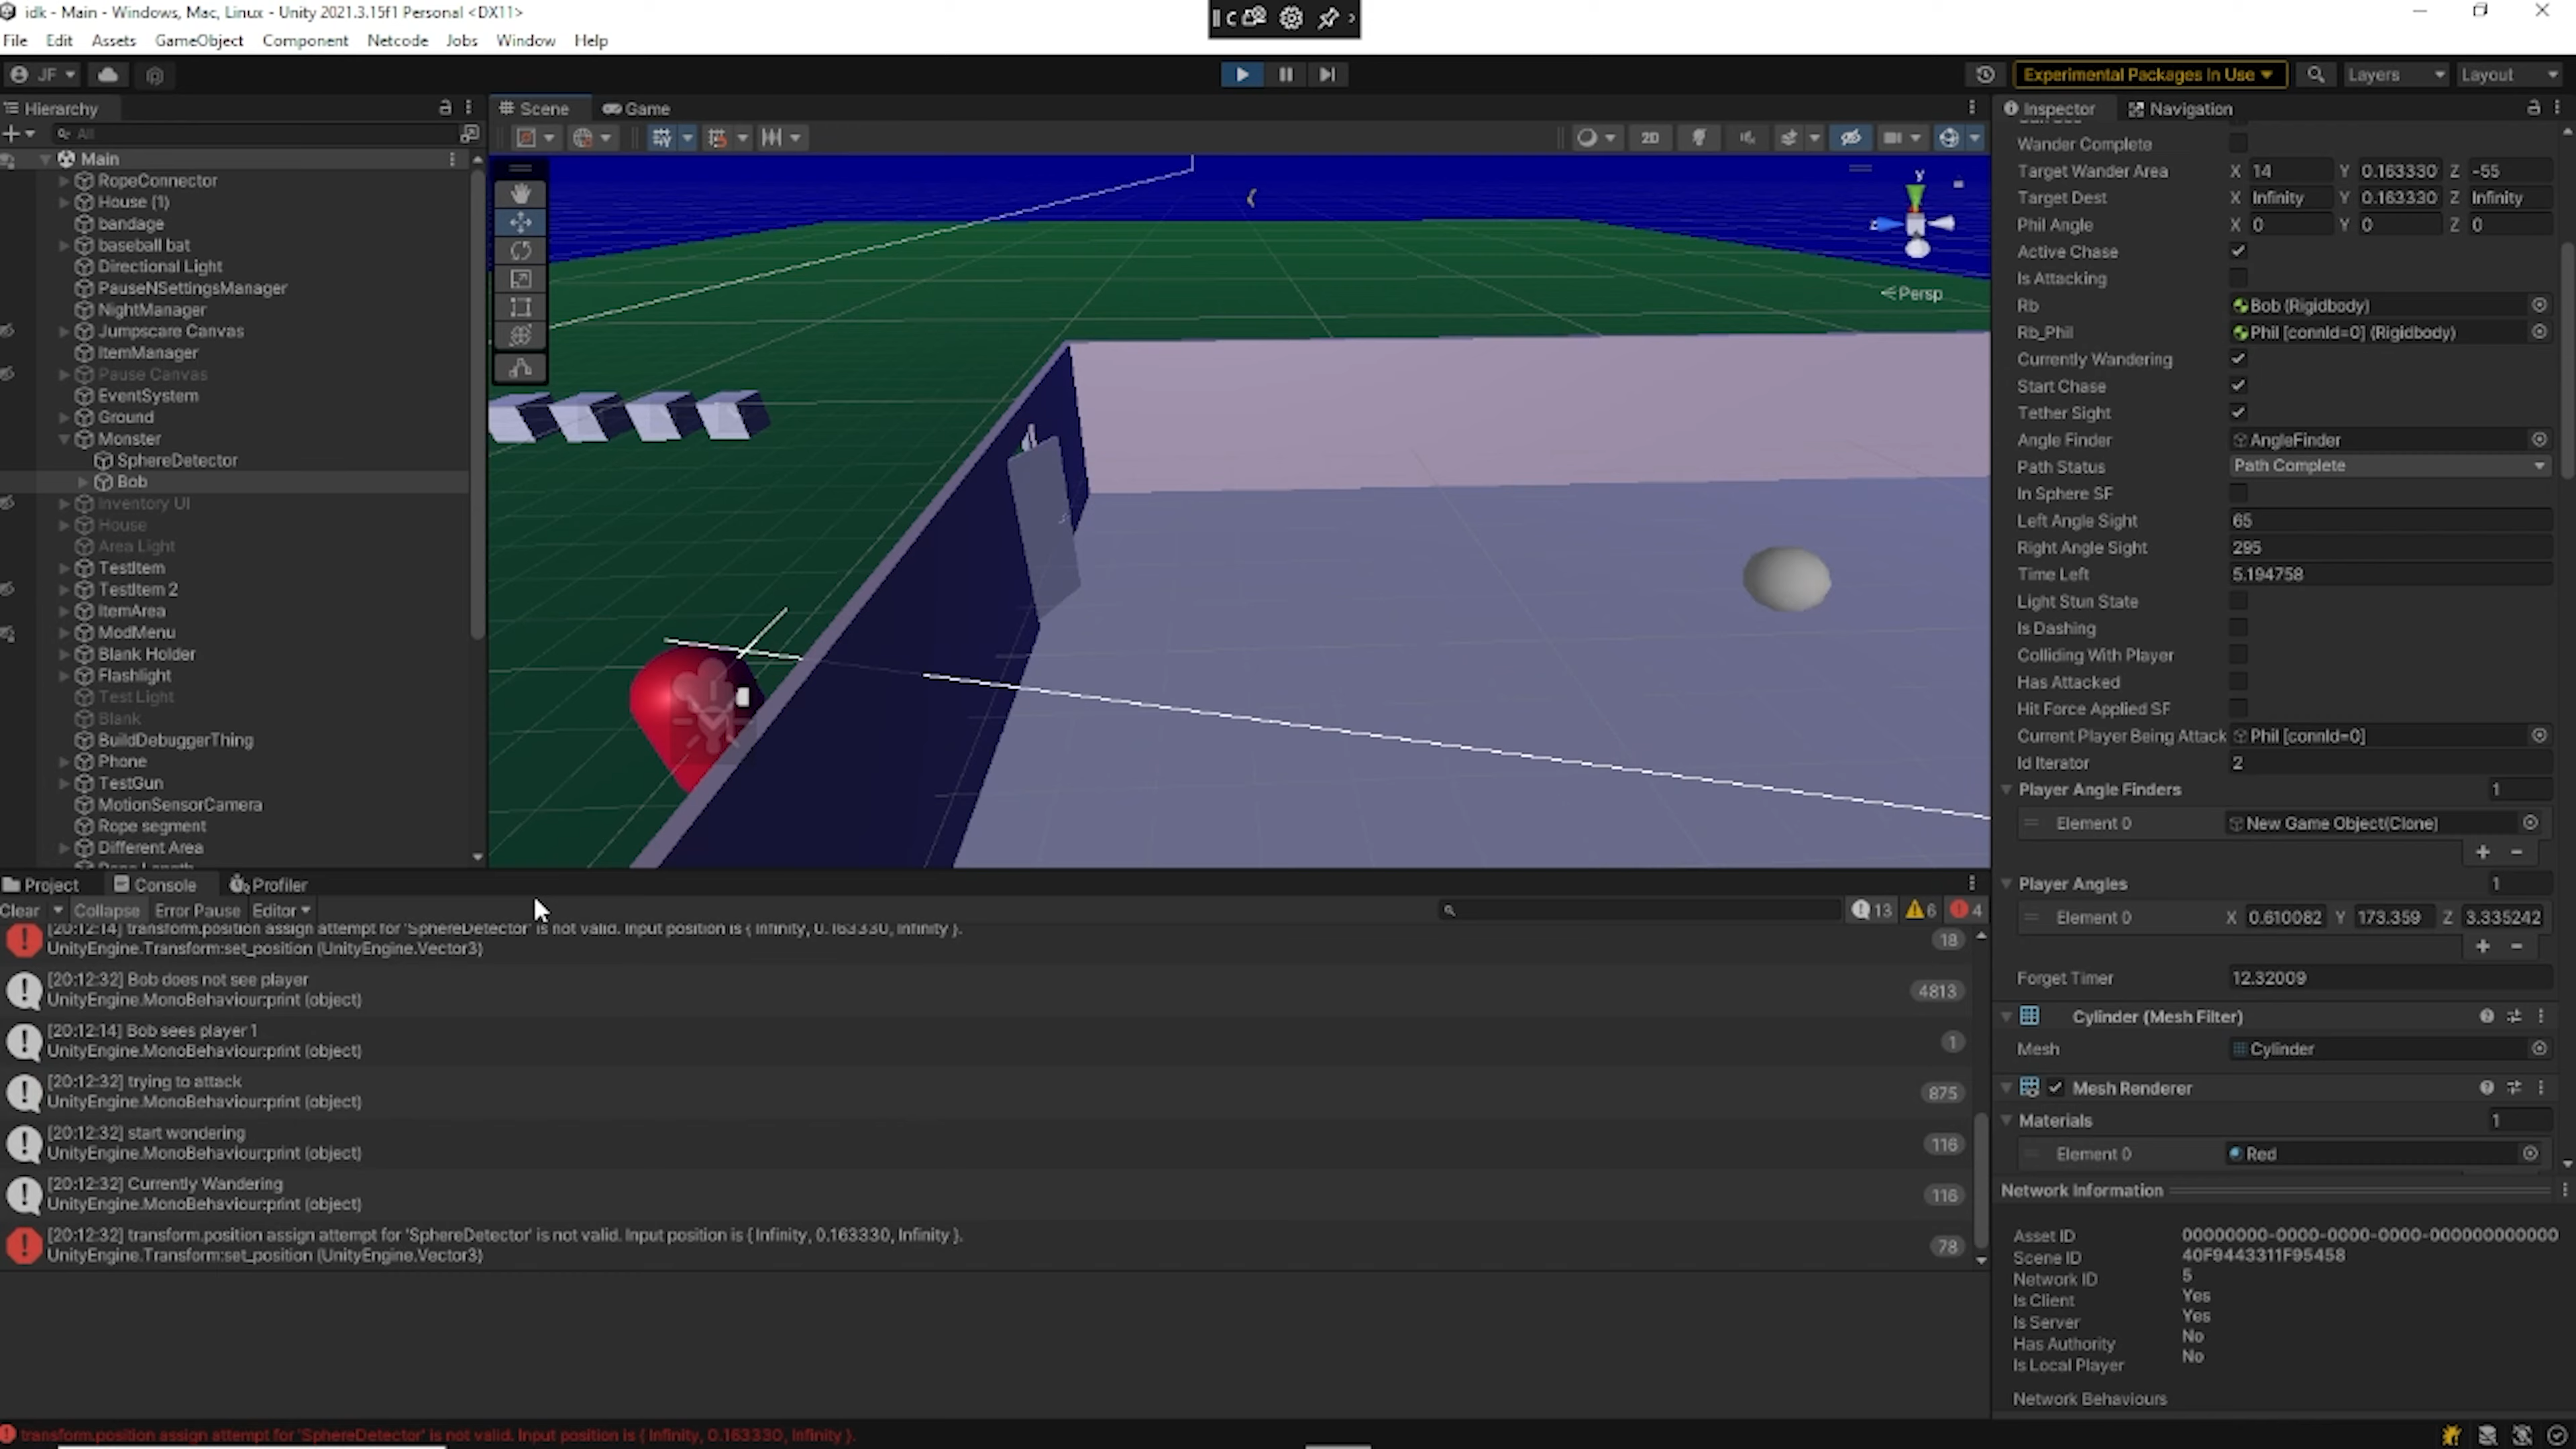 idk - Main - Windows, Mac, Linux - Unity 2021.3.15f1 Personal <DX11>
File Edit Assets GameObject Component Netcode Jobs Window Help
JF Experimental Packages In Use Layers Layout
Hierarchy
All
Main
RopeConnector
House (1)
bandage
baseball bat
Directional Light
PauseNSettingsManager
NightManager
Jumpscare Canvas
ItemManager
Pause Canvas
EventSystem
Ground
Monster
SphereDetector
Bob
Inventory UI
House
Area Light
TestItem
TestItem 2
ItemArea
ModMenu
Blank Holder
Flashlight
Test Light
Blank
BuildDebuggerThing
Phone
TestGun
MotionSensorCamera
Rope segment
Different Area
Scene Game
2D
y
z
Persp
Inspector Navigation
Wander Complete
Target Wander Area X 14 Y 0.163330 Z -55
Target Dest X Infinity Y 0.163330 Z Infinity
Phil Angle X 0 Y 0 Z 0
Active Chase
Is Attacking
Rb Bob (Rigidbody)
Rb_Phil Phil [connId=0] (Rigidbody)
Currently Wandering
Start Chase
Tether Sight
Angle Finder AngleFinder
Path Status Path Complete
In Sphere SF
Left Angle Sight 65
Right Angle Sight 295
Time Left 5.194758
Light Stun State
Is Dashing
Colliding With Player
Has Attacked
Hit Force Applied SF
Current Player Being Attack Phil [connId=0]
Id Iterator 2
Player Angle Finders 1
Element 0 New Game Object(Clone)
Player Angles 1
Element 0 X 0.610082 Y 173.359 Z 3.335242
Forget Timer 12.32009
Cylinder (Mesh Filter)
Mesh Cylinder
Mesh Renderer
Materials 1
Element 0 Red
Network Information
Asset ID 00000000-0000-0000-0000-000000000000
Scene ID 40F9443311F95458
Network ID 5
Is Client Yes
Is Server Yes
Has Authority No
Is Local Player No
Network Behaviours
Project Console Profiler
Clear Collapse Error Pause Editor 13 6 4
[20:12:14] transform.position assign attempt for 'SphereDetector' is not valid. Input position is { Infinity, 0.163330, Infinity }.
UnityEngine.Transform:set_position (UnityEngine.Vector3) 18
[20:12:32] Bob does not see player
UnityEngine.MonoBehaviour:print (object) 4813
[20:12:14] Bob sees player 1
UnityEngine.MonoBehaviour:print (object) 1
[20:12:32] trying to attack
UnityEngine.MonoBehaviour:print (object) 875
[20:12:32] start wondering
UnityEngine.MonoBehaviour:print (object) 116
[20:12:32] Currently Wandering
UnityEngine.MonoBehaviour:print (object) 116
[20:12:32] transform.position assign attempt for 'SphereDetector' is not valid. Input position is { Infinity, 0.163330, Infinity }.
UnityEngine.Transform:set_position (UnityEngine.Vector3) 78
transform.position assign attempt for 'SphereDetector' is not valid. Input position is { Infinity, 0.163330, Infinity }.